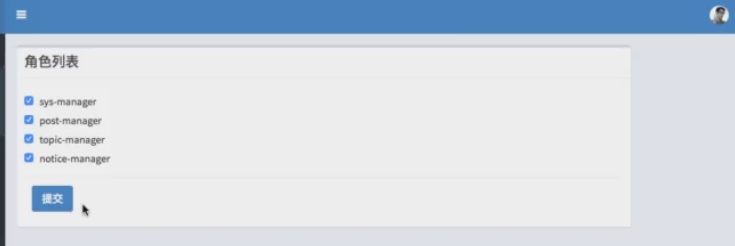 角色列表
sys-manager
post-manager
topic-manager
notice-manager
提交